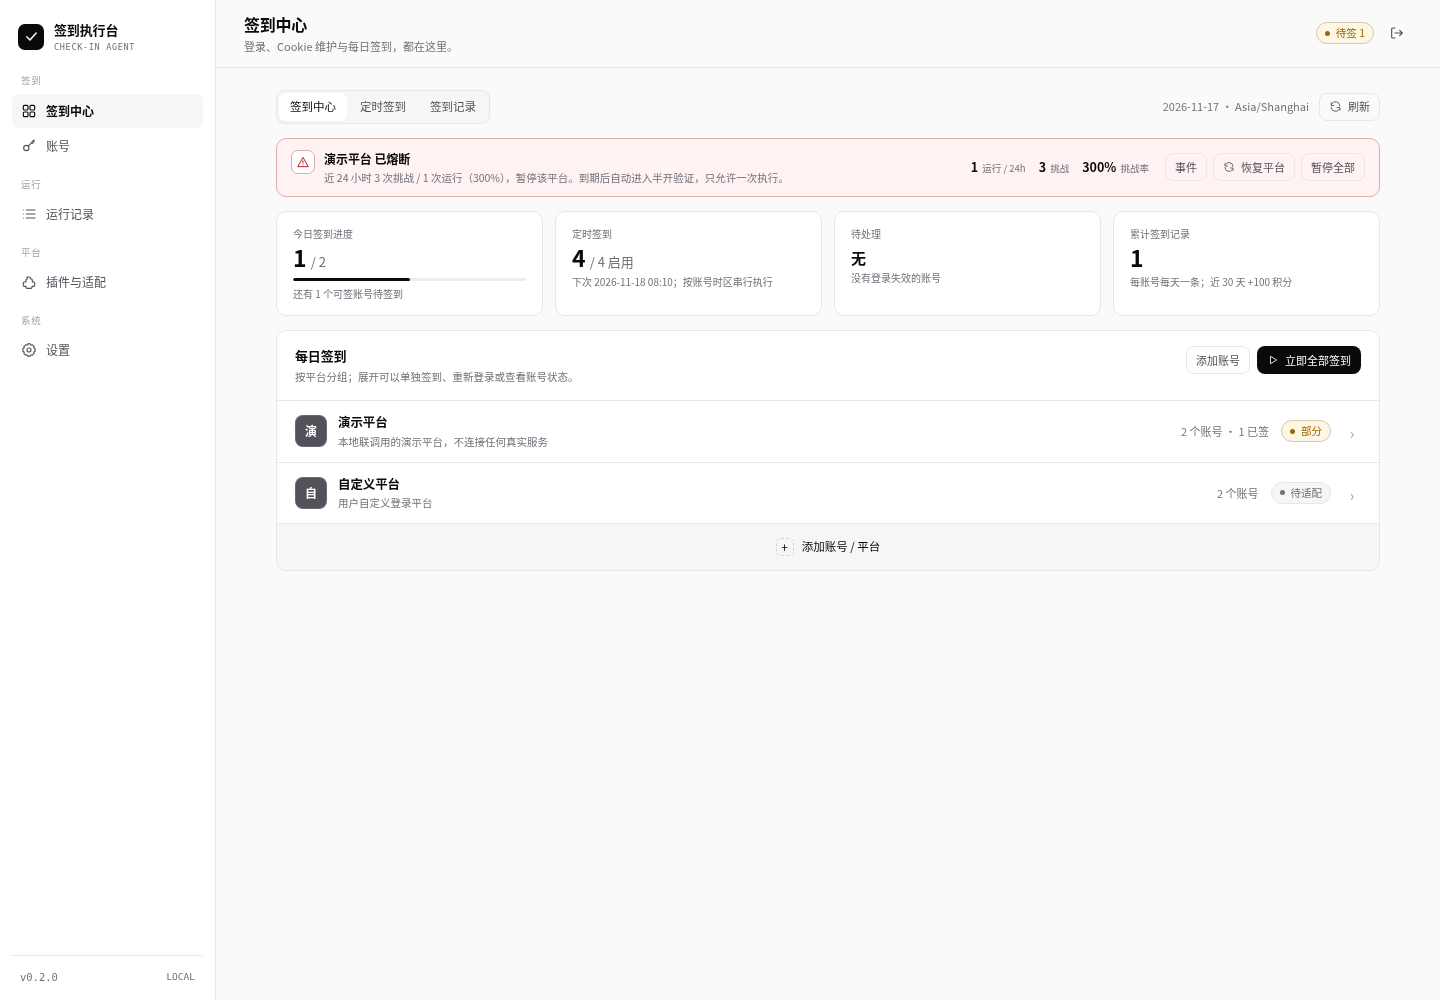 签到执行台
CHECK-IN AGENT
签到
签到中心
账号
运行
运行记录
平台
插件与适配
系统
设置
v0.2.0
LOCAL
签到中心
登录、Cookie 维护与每日签到，都在这里。
待签 1
签到中心
定时签到
签到记录
2026-11-17 · Asia/Shanghai
刷新
演示平台 已熔断
近 24 小时 3 次挑战 / 1 次运行（300%），暂停该平台。到期后自动进入半开验证，只允许一次执行。
1 运行 / 24h
3 挑战
300% 挑战率
事件
恢复平台
暂停全部
今日签到进度
1 / 2
还有 1 个可签账号待签到
定时签到
4 / 4 启用
下次 2026-11-18 08:10；按账号时区串行执行
待处理
无
没有登录失效的账号
累计签到记录
1
每账号每天一条；近 30 天 +100 积分
每日签到
按平台分组；展开可以单独签到、重新登录或查看账号状态。
添加账号
立即全部签到
演
演示平台
本地联调用的演示平台，不连接任何真实服务
2 个账号 · 1 已签
部分
自
自定义平台
用户自定义登录平台
2 个账号
待适配
+ 添加账号 / 平台